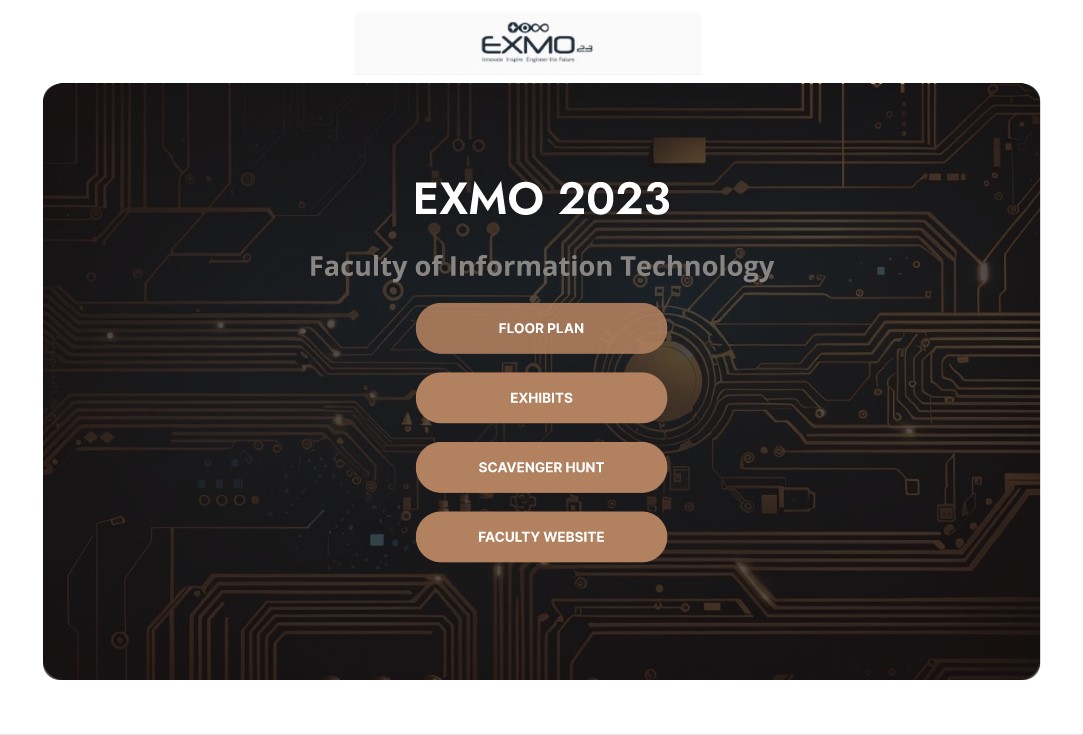 EXMO 23
Innovate Inspire Engineer the Future
EXMO 2023
Faculty of Information Technology
FLOOR PLAN
EXHIBITS
SCAVENGER HUNT
FACULTY WEBSITE